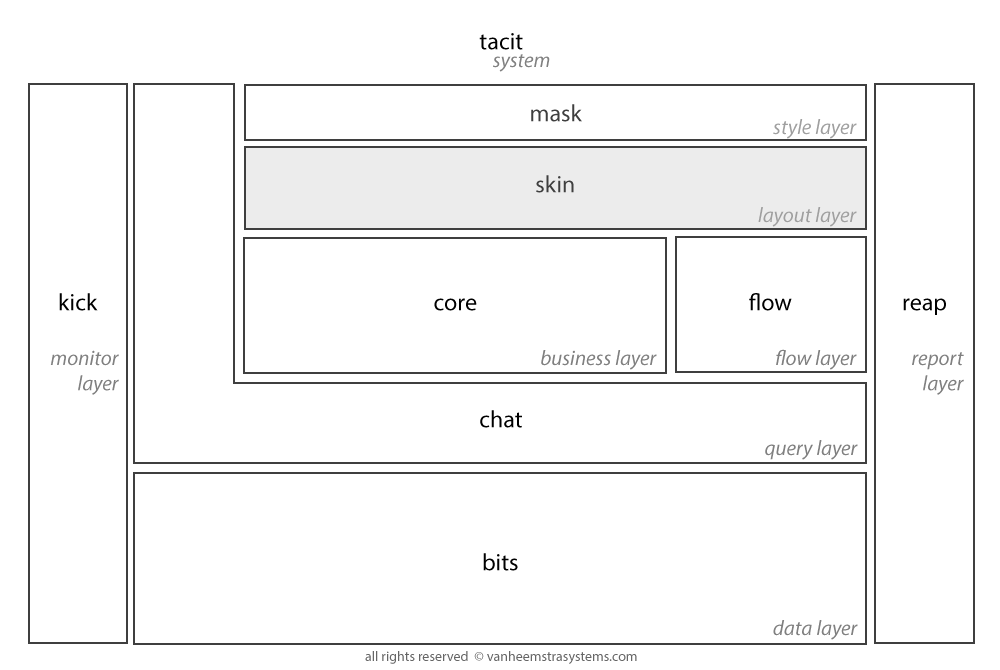 tacit
system
mask
style layer
skin
layout layer
kick
monitor
layer
core
business layer
flow
flow layer
reap
report
layer
chat
query layer
bits
data layer
all rights reserved © vanheemstrasystems.com